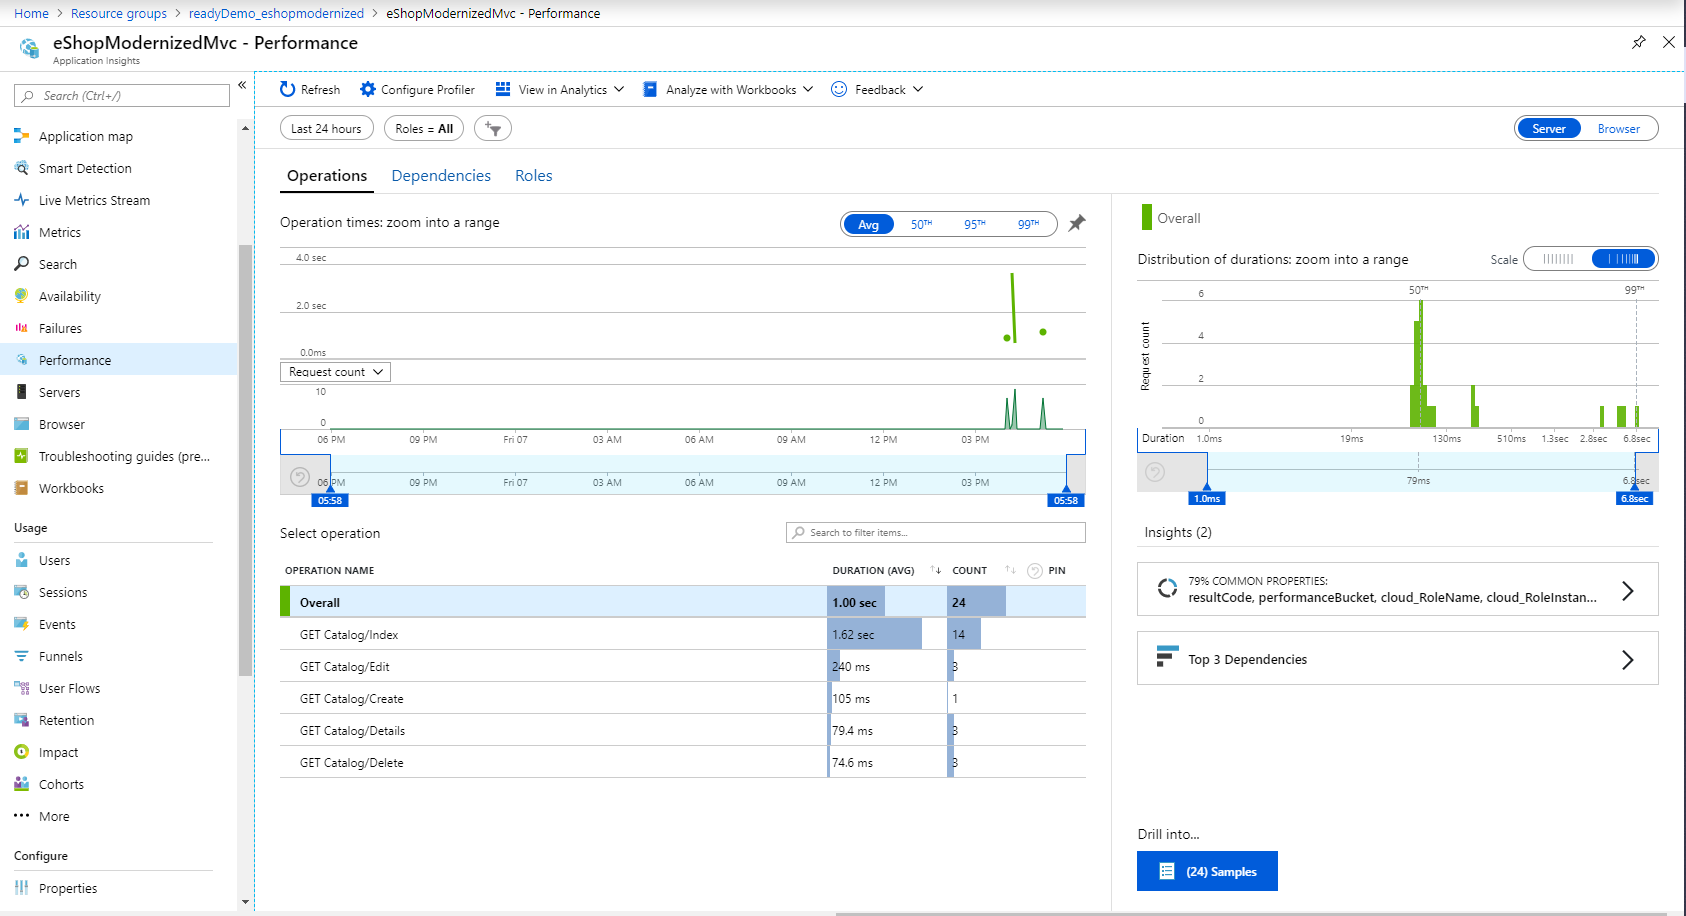 Home > Resource groups > readyDemo_eshopmodernized > eShopModernizedMvc - Performance
eShopModernizedMvc - Performance
Application Insights
Search (Ctrl+/)
«
Application map
Smart Detection
Live Metrics Stream
Metrics
Search
Availability
Failures
Performance
Servers
Browser
Troubleshooting guides (pre...
Workbooks
Usage
Users
Sessions
Events
Funnels
User Flows
Retention
Impact
Cohorts
More
Configure
Properties
Refresh Configure Profiler View in Analytics Analyze with Workbooks Feedback
Last 24 hours Roles = All
Server Browser
Operations Dependencies Roles
Operation times: zoom into a range
Avg 50TH 95TH 99TH
4.0 sec
2.0 sec
0.0ms
Request count
10
0
06 PM 09 PM Fri 07 03 AM 06 AM 09 AM 12 PM 03 PM
06 PM 09 PM Fri 07 03 AM 06 AM 09 AM 12 PM 03 PM
05:58 05:58
Select operation
Search to filter items...
OPERATION NAME DURATION (AVG) COUNT PIN
Overall 1.00 sec 24
GET Catalog/Index 1.62 sec 14
GET Catalog/Edit 240 ms 3
GET Catalog/Create 105 ms 1
GET Catalog/Details 79.4 ms 3
GET Catalog/Delete 74.6 ms 3
Overall
Distribution of durations: zoom into a range
Scale
50TH 99TH
Request count
6
4
2
0
Duration 1.0ms 19ms 130ms 510ms 1.3sec 2.8sec 6.8sec
79ms 6.8sec
1.0ms 6.8sec
Insights (2)
79% COMMON PROPERTIES:
resultCode, performanceBucket, cloud_RoleName, cloud_RoleInstan...
Top 3 Dependencies
Drill into...
(24) Samples